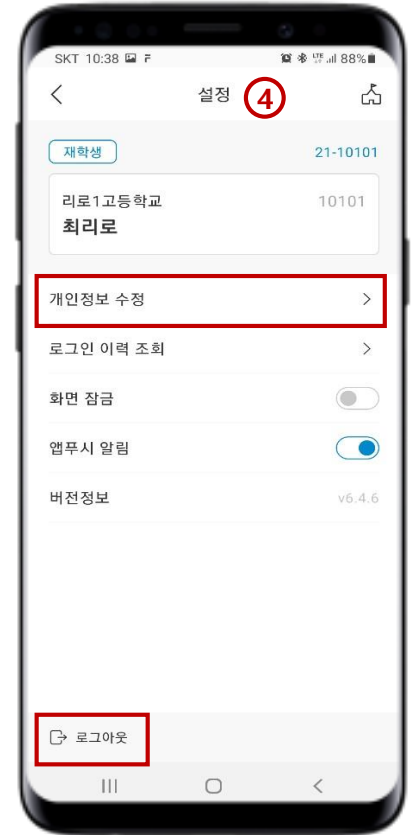 SKT 10:38 LTE 88%
설정 ④
재학생 21-10101
리로1고등학교 10101
최리로
개인정보 수정
로그인 이력 조회
화면 잠금
앱푸시 알림
버전정보 v6.4.6
로그아웃